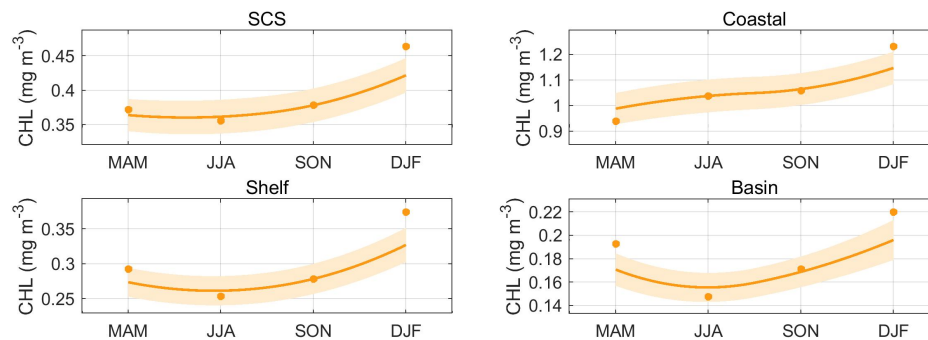 SCS
CHL (mg m⁻³)
0.45
0.35
MAM JJA SON DJF
Coastal
CHL (mg m⁻³)
1.2
1.1
1
0.9
MAM JJA SON DJF
Shelf
CHL (mg m⁻³)
0.35
0.3
0.25
MAM JJA SON DJF
Basin
CHL (mg m⁻³)
0.22
0.2
0.18
0.16
0.14
MAM JJA SON DJF